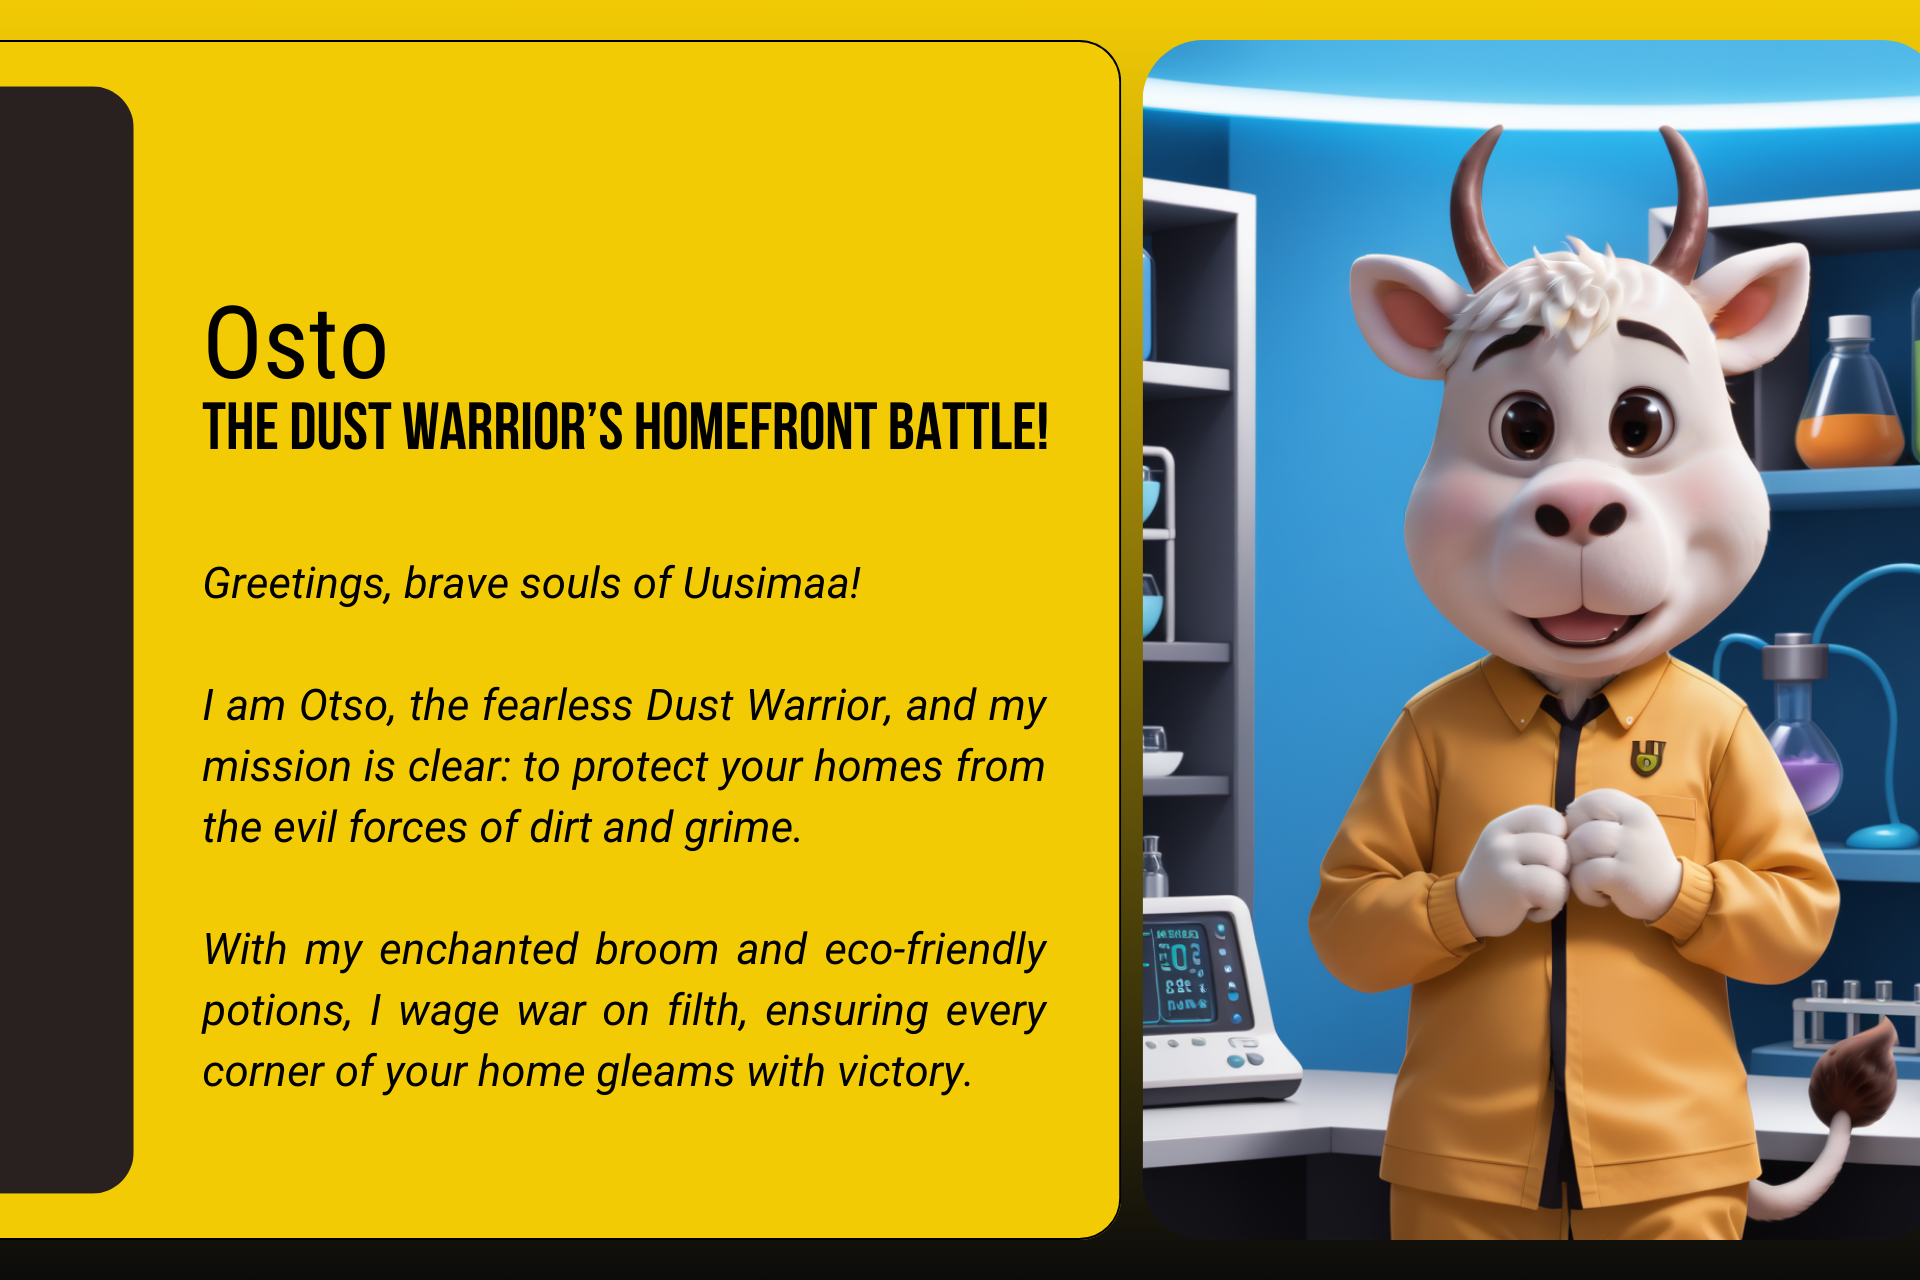 Osto
THE DUST WARRIOR’S HOMEFRONT BATTLE!
Greetings, brave souls of Uusimaa!
I am Otso, the fearless Dust Warrior, and my
mission is clear: to protect your homes from
the evil forces of dirt and grime.
With my enchanted broom and eco-friendly
potions, I wage war on filth, ensuring every
corner of your home gleams with victory.